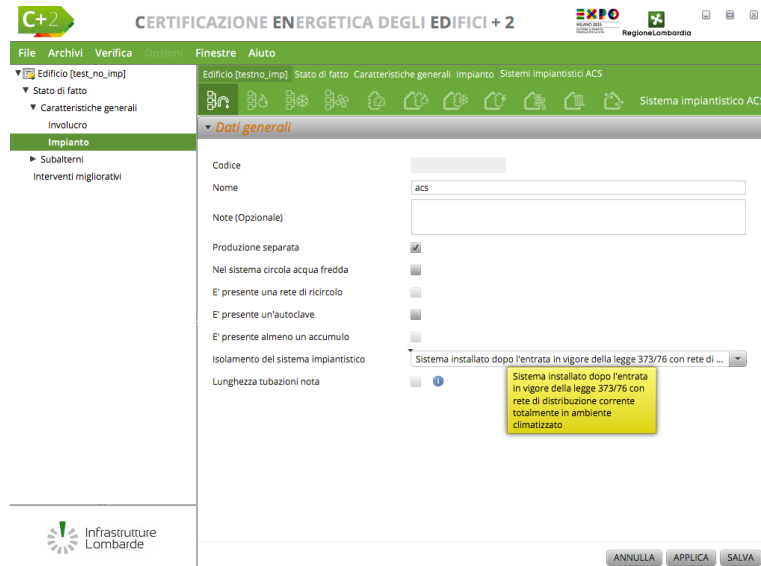 C+2
CERTIFICAZIONE ENERGETICA DEGLI EDIFICI + 2
EXPO
MILANO 2015
RegioneLombardia
File Archivi Verifica Opzioni Finestre Aiuto
Edificio [test_no_imp]
Stato di fatto
Caratteristiche generali
Involucro
Impianto
Subalterni
Interventi migliorativi
Edificio [testno_imp] Stato di fatto Caratteristiche generali Impianto Sistemi impiantistici ACS
Sistema impiantistico ACS
Dati generali
Codice
Nome
acs
Note (Opzionale)
Produzione separata
Nel sistema circola acqua fredda
E' presente una rete di ricircolo
E' presente un'autoclave
E' presente almeno un accumulo
Isolamento del sistema impiantistico
Sistema installato dopo l'entrata in vigore della legge 373/76 con rete di ...
Lunghezza tubazioni nota
Sistema installato dopo l'entrata
in vigore della legge 373/76 con
rete di distribuzione corrente
totalmente in ambiente
climatizzato
Infrastrutture
Lombarde
ANNULLA APPLICA SALVA